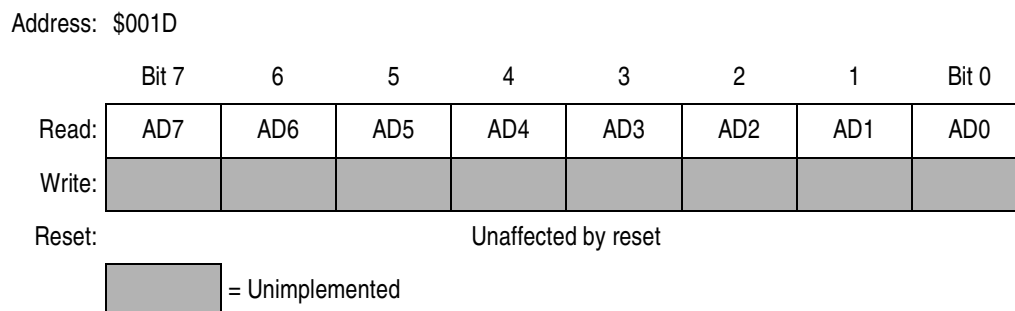 Address: $001D
Bit 7 6 5 4 3 2 1 Bit 0
Read: AD7 AD6 AD5 AD4 AD3 AD2 AD1 AD0
Write:
Reset: Unaffected by reset
= Unimplemented